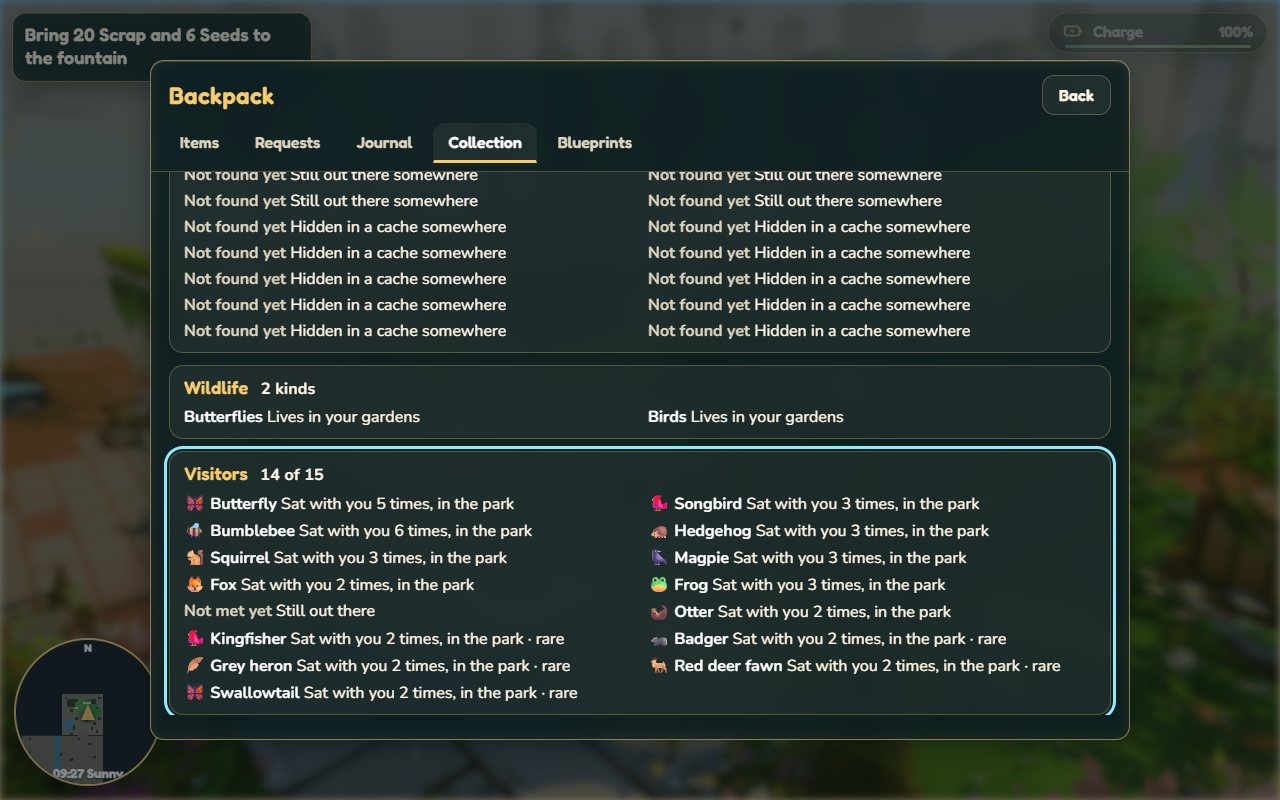 Bring 20 Scrap and 6 Seeds to
the fountain
Charge 100%
Backpack
Back
Items Requests Journal Collection Blueprints
Not found yet Still out there somewhere Not found yet Still out there somewhere
Not found yet Still out there somewhere Not found yet Still out there somewhere
Not found yet Hidden in a cache somewhere Not found yet Hidden in a cache somewhere
Not found yet Hidden in a cache somewhere Not found yet Hidden in a cache somewhere
Not found yet Hidden in a cache somewhere Not found yet Hidden in a cache somewhere
Not found yet Hidden in a cache somewhere Not found yet Hidden in a cache somewhere
Not found yet Hidden in a cache somewhere Not found yet Hidden in a cache somewhere
Wildlife 2 kinds
Butterflies Lives in your gardens Birds Lives in your gardens
Visitors 14 of 15
Butterfly Sat with you 5 times, in the park Songbird Sat with you 3 times, in the park
Bumblebee Sat with you 6 times, in the park Hedgehog Sat with you 3 times, in the park
Squirrel Sat with you 3 times, in the park Magpie Sat with you 3 times, in the park
Fox Sat with you 2 times, in the park Frog Sat with you 3 times, in the park
Not met yet Still out there Otter Sat with you 2 times, in the park
Kingfisher Sat with you 2 times, in the park · rare Badger Sat with you 2 times, in the park · rare
Grey heron Sat with you 2 times, in the park · rare Red deer fawn Sat with you 2 times, in the park · rare
Swallowtail Sat with you 2 times, in the park · rare
N
09:27 Sunny